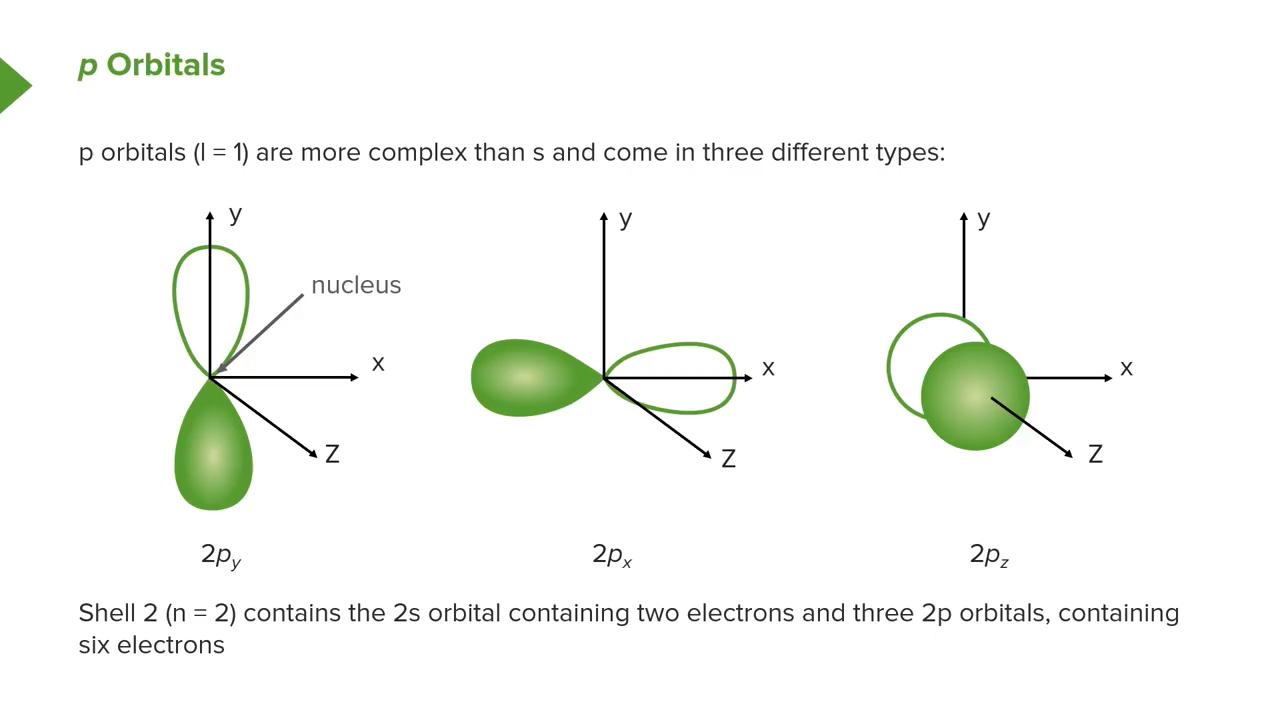 p Orbitals
p orbitals (l = 1) are more complex than s and come in three different types:
y
nucleus
x
Z
2py
y
x
Z
2px
y
x
Z
2pz
Shell 2 (n = 2) contains the 2s orbital containing two electrons and three 2p orbitals, containing
six electrons